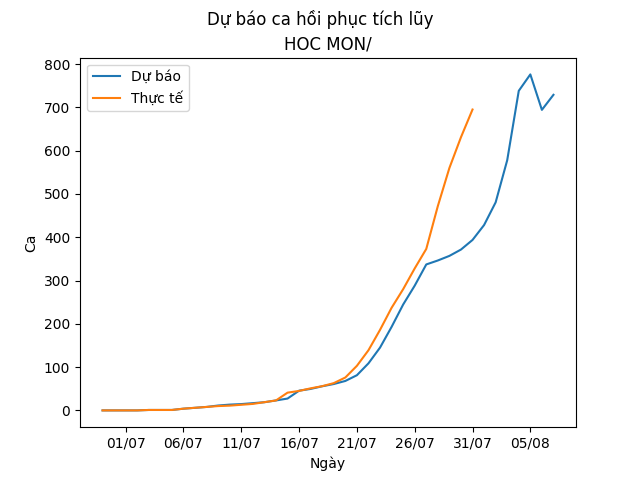 Dự báo ca hồi phục tích lũy
HOC MON/
Dự báo
Thực tế
Ca
800
700
600
500
400
300
200
100
0
01/07 06/07 11/07 16/07 21/07 26/07 31/07 05/08
Ngày